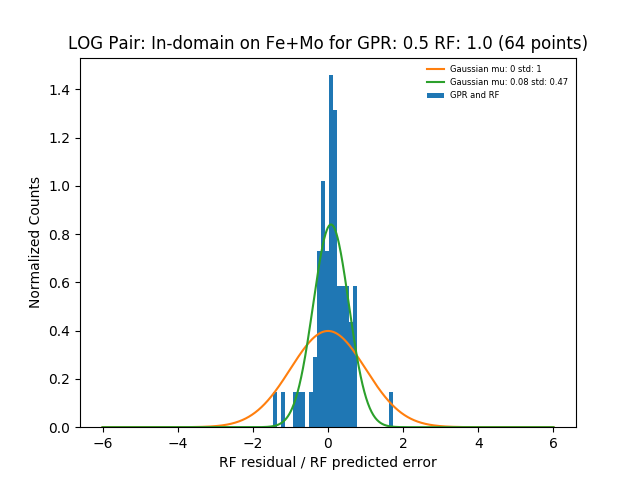 LOG Pair: In-domain on Fe+Mo for GPR: 0.5 RF: 1.0 (64 points)
Gaussian mu: 0 std: 1
Gaussian mu: 0.08 std: 0.47
GPR and RF
Normalized Counts
1.4
1.2
1.0
0.8
0.6
0.4
0.2
0.0
−6 −4 −2 0 2 4 6
RF residual / RF predicted error